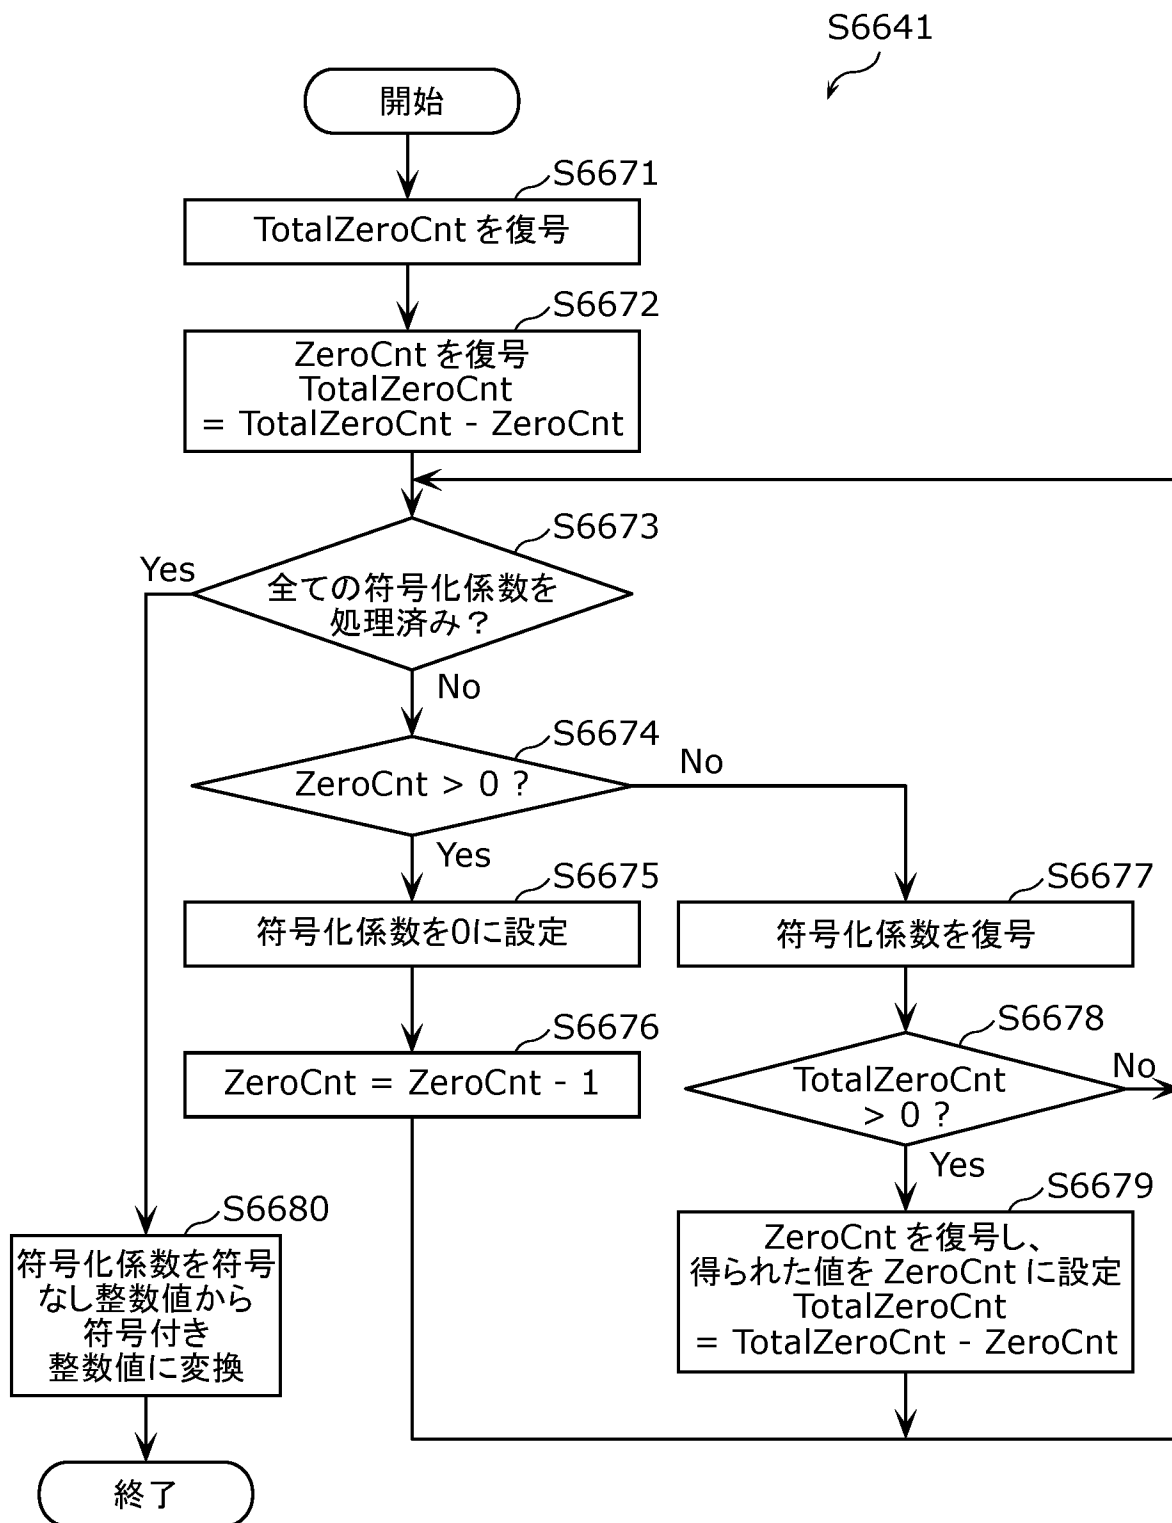 S6641
開始
S6671
TotalZeroCnt を復号
S6672
ZeroCnt を復号
TotalZeroCnt
= TotalZeroCnt - ZeroCnt
S6673
Yes
全ての符号化係数を
処理済み？
No
S6674
ZeroCnt > 0 ?
No
Yes
S6675
符号化係数を0に設定
S6677
符号化係数を復号
S6676
ZeroCnt = ZeroCnt - 1
S6678
TotalZeroCnt
> 0 ?
No
Yes
S6679
ZeroCnt を復号し、
得られた値を ZeroCnt に設定
TotalZeroCnt
= TotalZeroCnt - ZeroCnt
S6680
符号化係数を符号
なし整数値から
符号付き
整数値に変換
終了